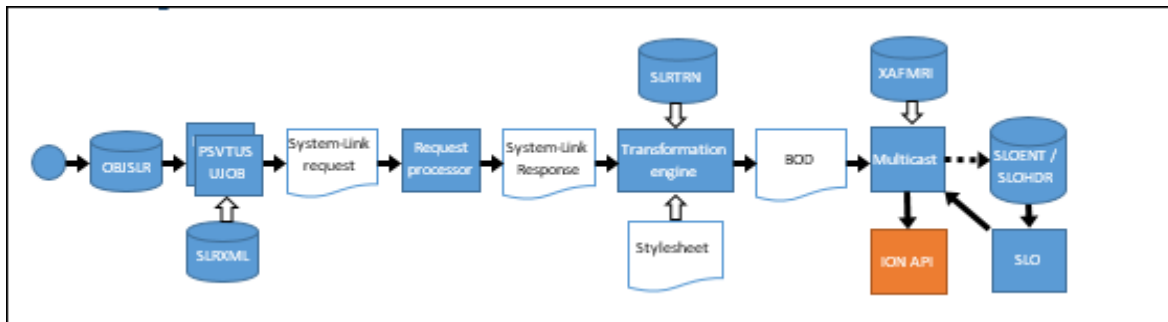 SLRTRN
XAFMRI
OBJSLR
PSVTUS
UJOB
System-Link
request
Request
processor
System-Link
Response
Transformation
engine
BOD
Multicast
SLOENT /
SLOHDR
SLRXML
Stylesheet
ION API
SLO